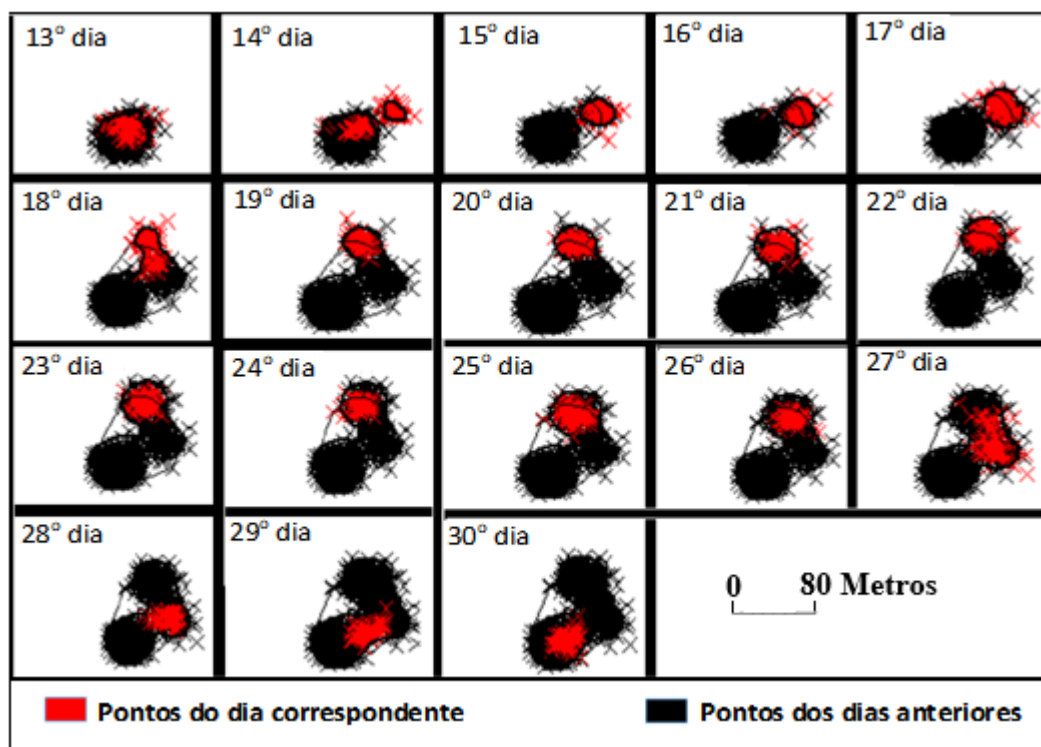 13° dia 14° dia 15° dia 16° dia 17° dia
18° dia 19° dia 20° dia 21° dia 22° dia
23° dia 24° dia 25° dia 26° dia 27° dia
28° dia 29° dia 30° dia
0 80 Metros
Pontos do dia correspondente Pontos dos dias anteriores